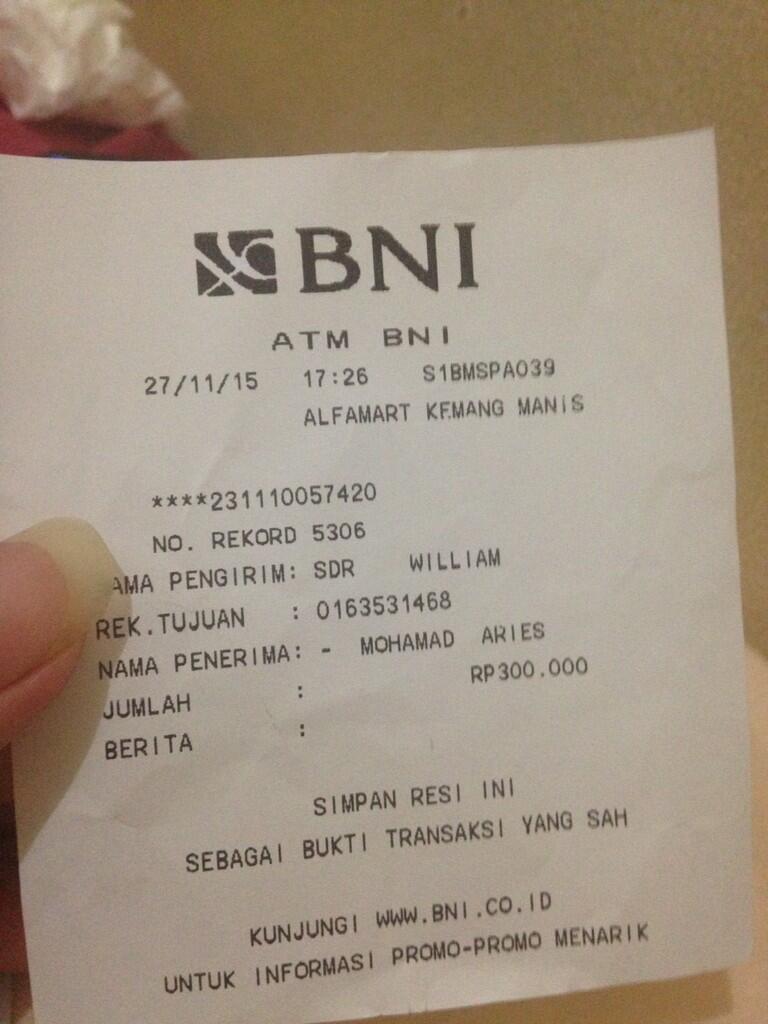 BNI
ATM BNI
27/11/15 17:26 S1BMSPA039
ALFAMART KEMANG MANIS
****231110057420
NO. REKORD 5306
AMA PENGIRIM: SDR WILLIAM
REK.TUJUAN : 0163531468
NAMA PENERIMA: - MOHAMAD ARIES
JUMLAH : RP300.000
BERITA :
SIMPAN RESI INI
SEBAGAI BUKTI TRANSAKSI YANG SAH
KUNJUNGI WWW.BNI.CO.ID
UNTUK INFORMASI PROMO-PROMO MENARIK